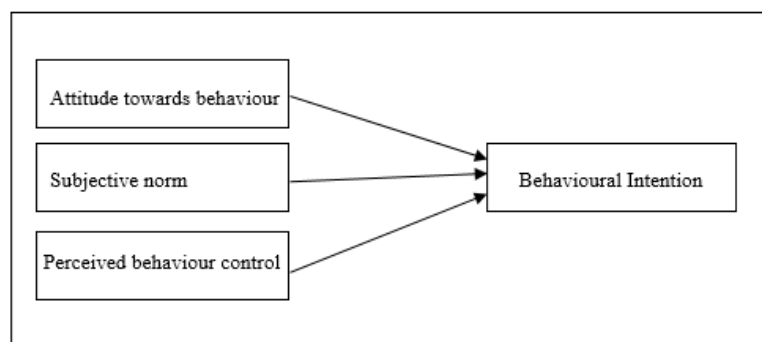 Attitude towards behaviour
Subjective norm
Behavioural Intention
Perceived behaviour control